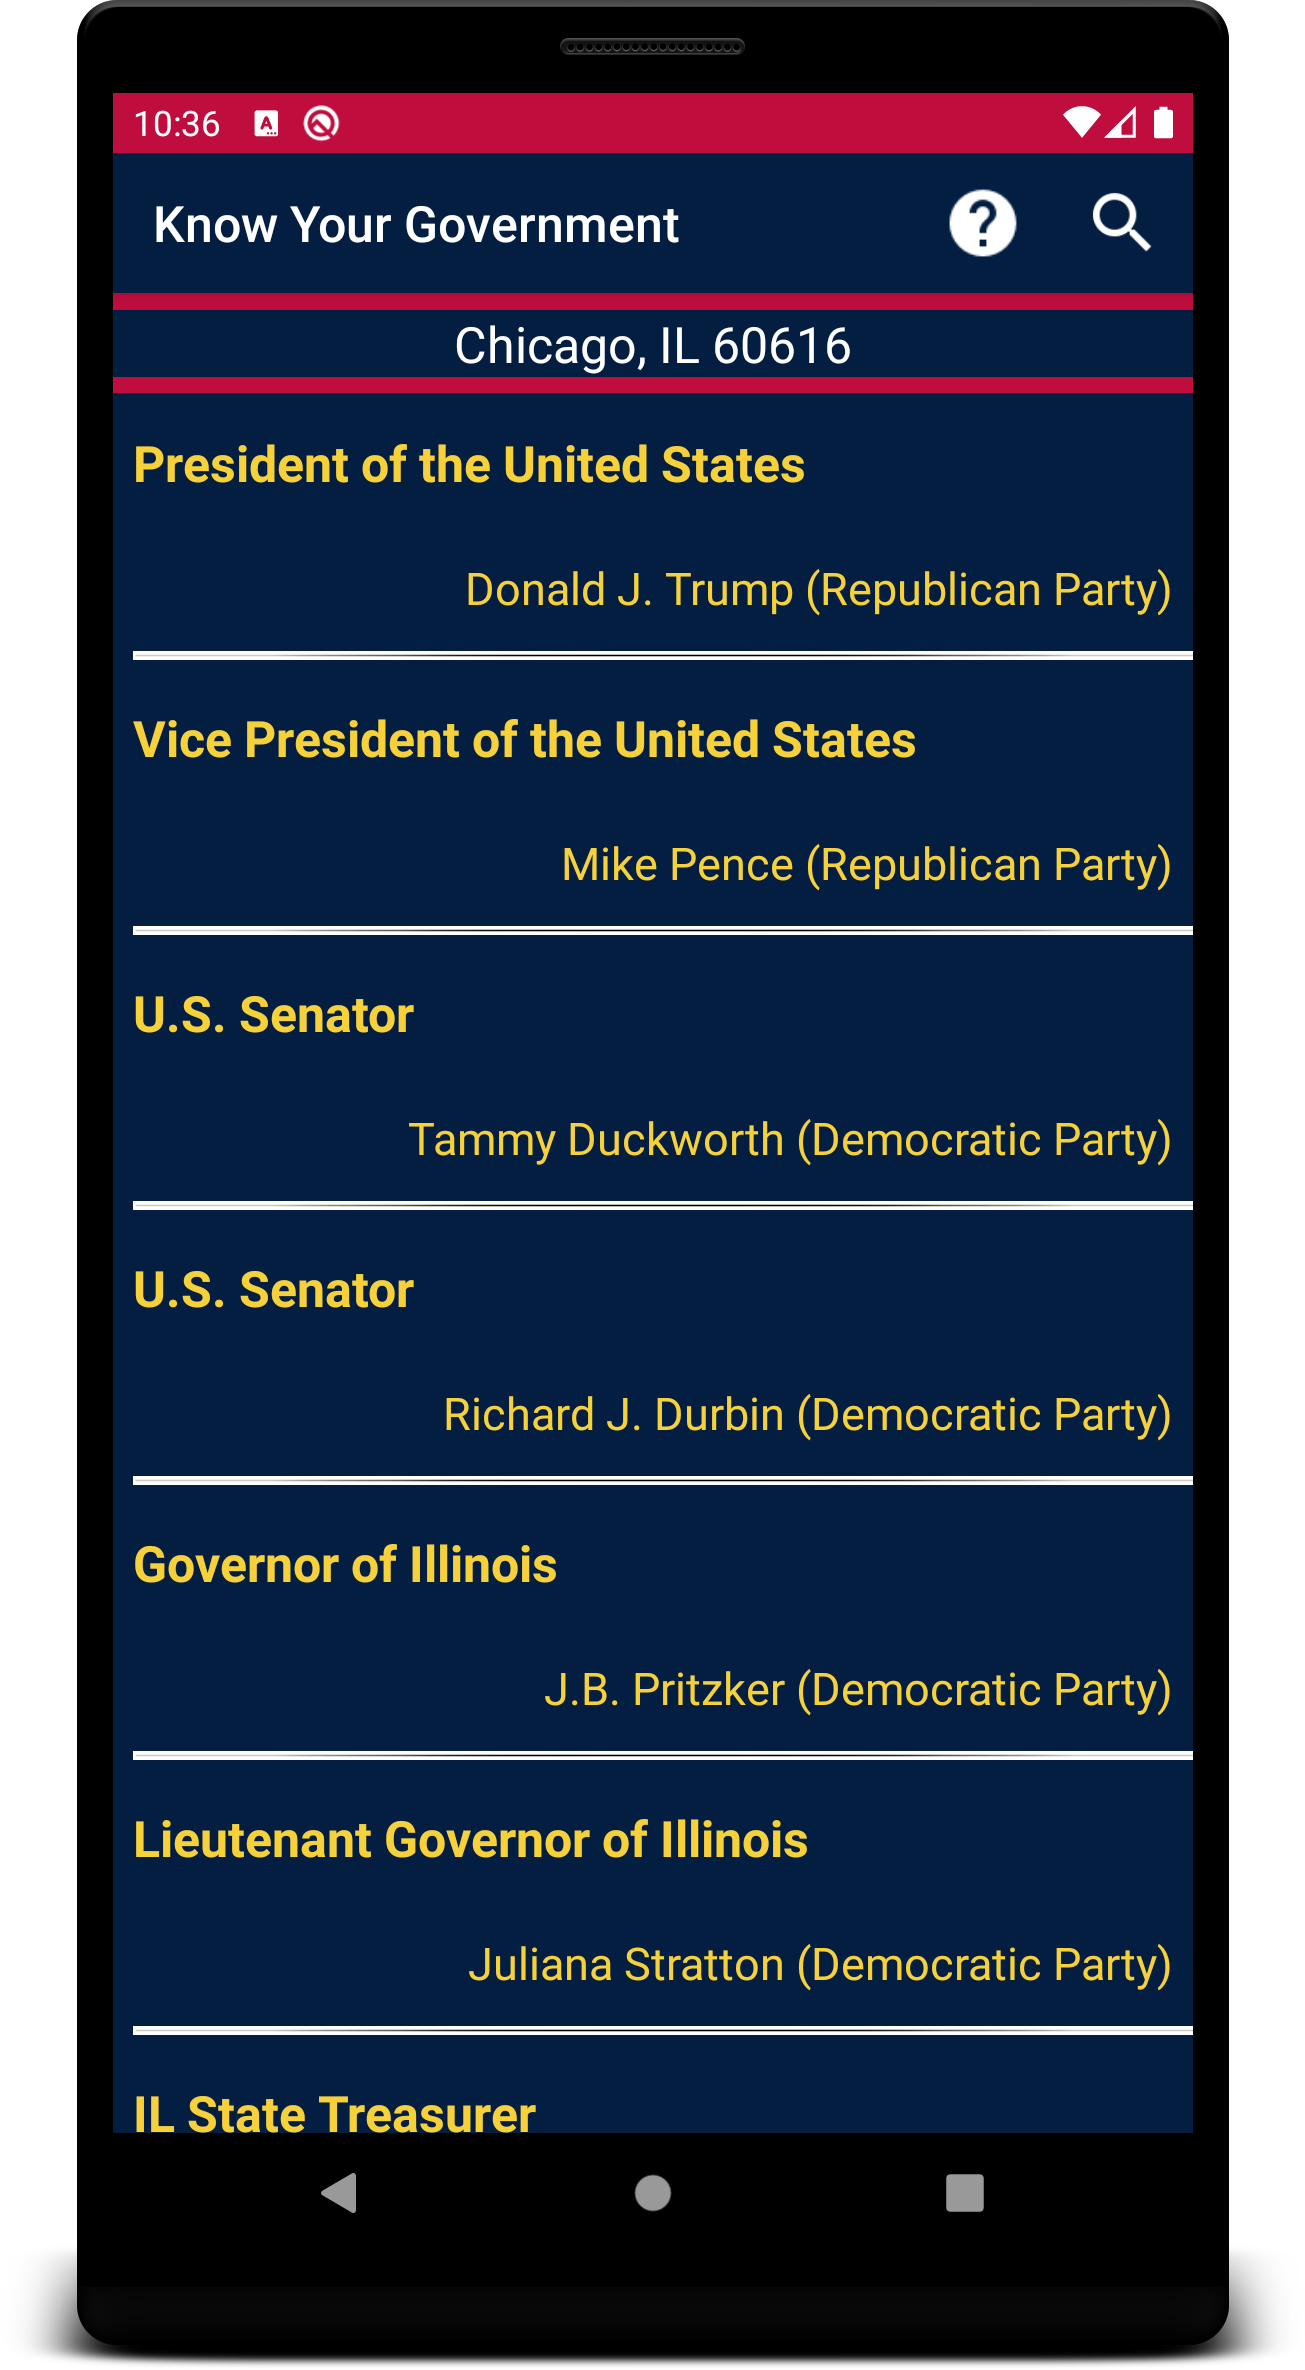 10:36
Know Your Government
Chicago, IL 60616
President of the United States
Donald J. Trump (Republican Party)
Vice President of the United States
Mike Pence (Republican Party)
U.S. Senator
Tammy Duckworth (Democratic Party)
U.S. Senator
Richard J. Durbin (Democratic Party)
Governor of Illinois
J.B. Pritzker (Democratic Party)
Lieutenant Governor of Illinois
Juliana Stratton (Democratic Party)
IL State Treasurer